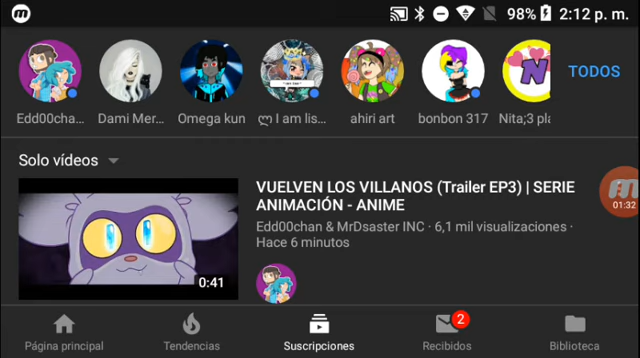 98% 2:12 p. m.
Edd00cha... Dami Mer... Omega kun ღ I am lis... ahiri art bonbon 317 Nita;3 pla
TODOS
Solo vídeos
VUELVEN LOS VILLANOS (Trailer EP3) | SERIE
ANIMACIÓN - ANIME
Edd00chan & MrDsaster INC · 6,1 mil visualizaciones ·
Hace 6 minutos
0:41
01:32
Página principal Tendencias Suscripciones Recibidos 2 Biblioteca